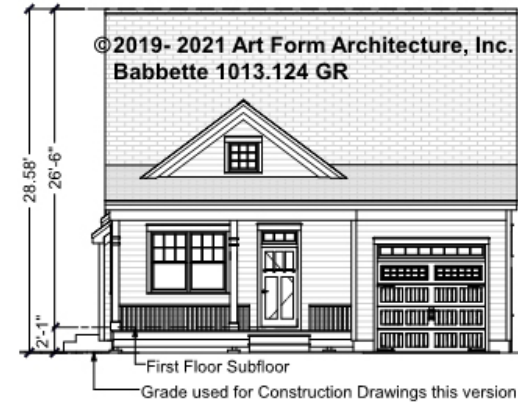 ©2019- 2021 Art Form Architecture, Inc.
Babbette 1013.124 GR
28.58'
26'-6"
2'-1"
First Floor Subfloor
Grade used for Construction Drawings this version